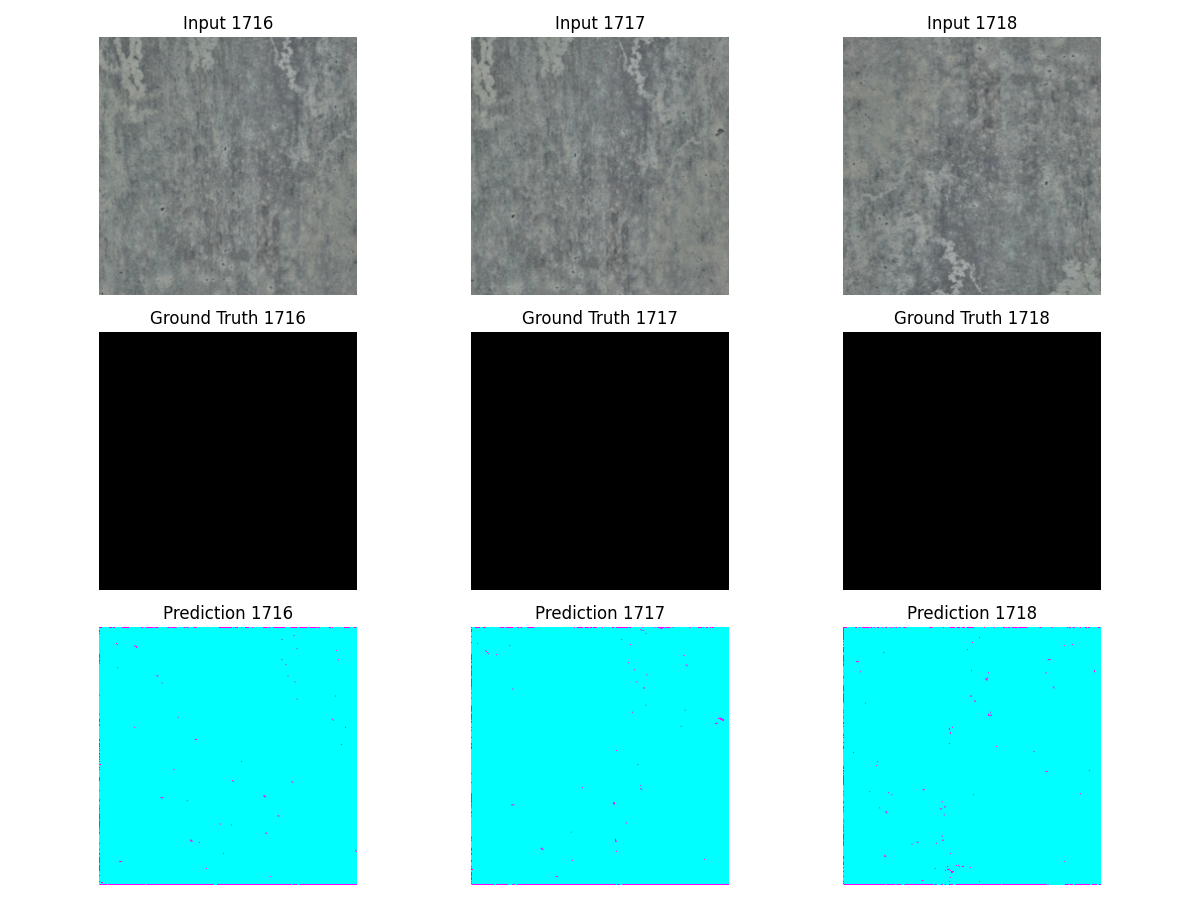 Input 1716
Input 1717
Input 1718
Ground Truth 1716
Ground Truth 1717
Ground Truth 1718
Prediction 1716
Prediction 1717
Prediction 1718